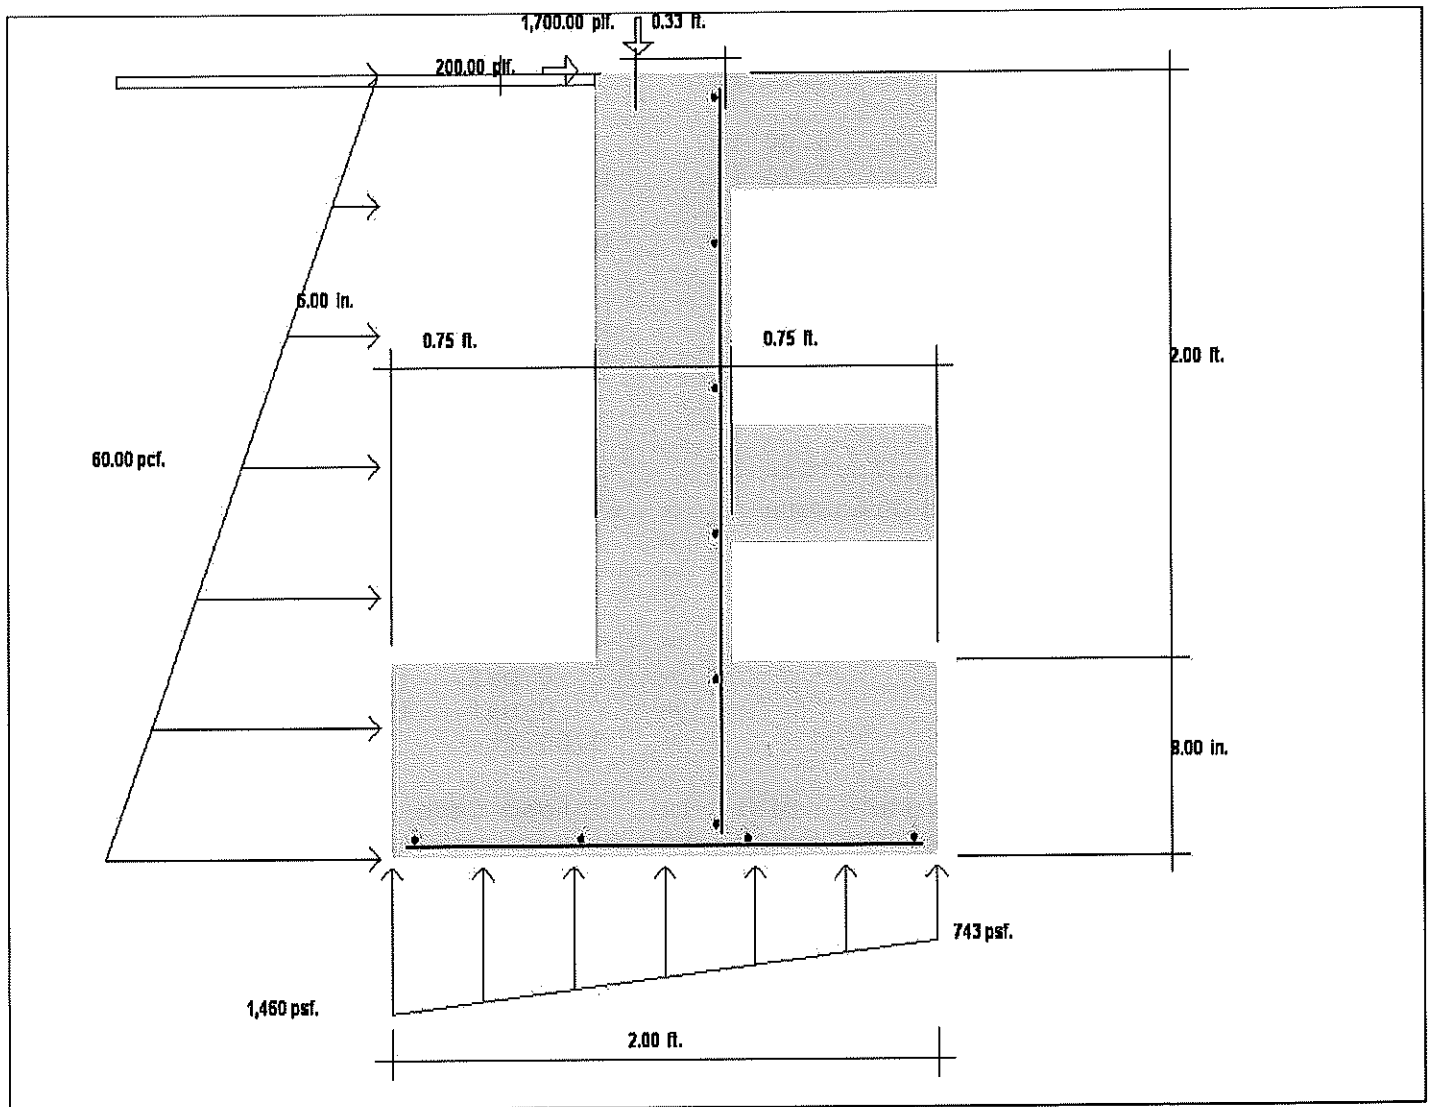 1,700.00 plf. 0.33 ft.
200.00 plf.
6.00 in.
0.75 ft. 0.75 ft.
2.00 ft.
60.00 pcf.
8.00 in.
743 psf.
1,460 psf.
2.00 ft.